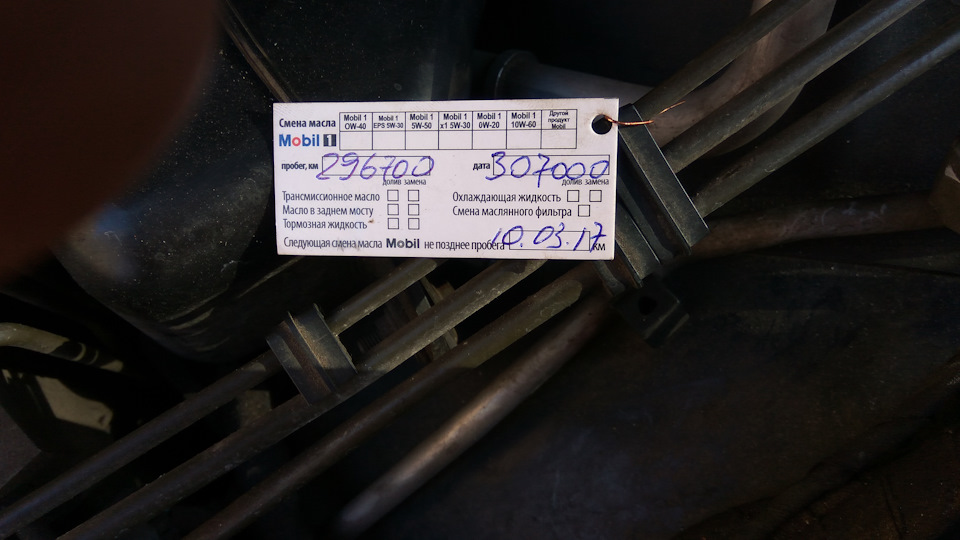 Смена масла
Mobil 1
Mobil 1 OW-40
Mobil 1 EPS 5W-30
Mobil 1 5W-50
Mobil 1 x1 5W-30
Mobil 1 0W-20
Mobil 1 10W-60
Другой продукт Mobil
пробег, км 296700 дата 307000
долив замена долив замена
Трансмиссионное масло Охлаждающая жидкость
Масло в заднем мосту Смена маслянного фильтра
Тормозная жидкость
Следующая смена масла Mobil не позднее пробега 10.03.17 км